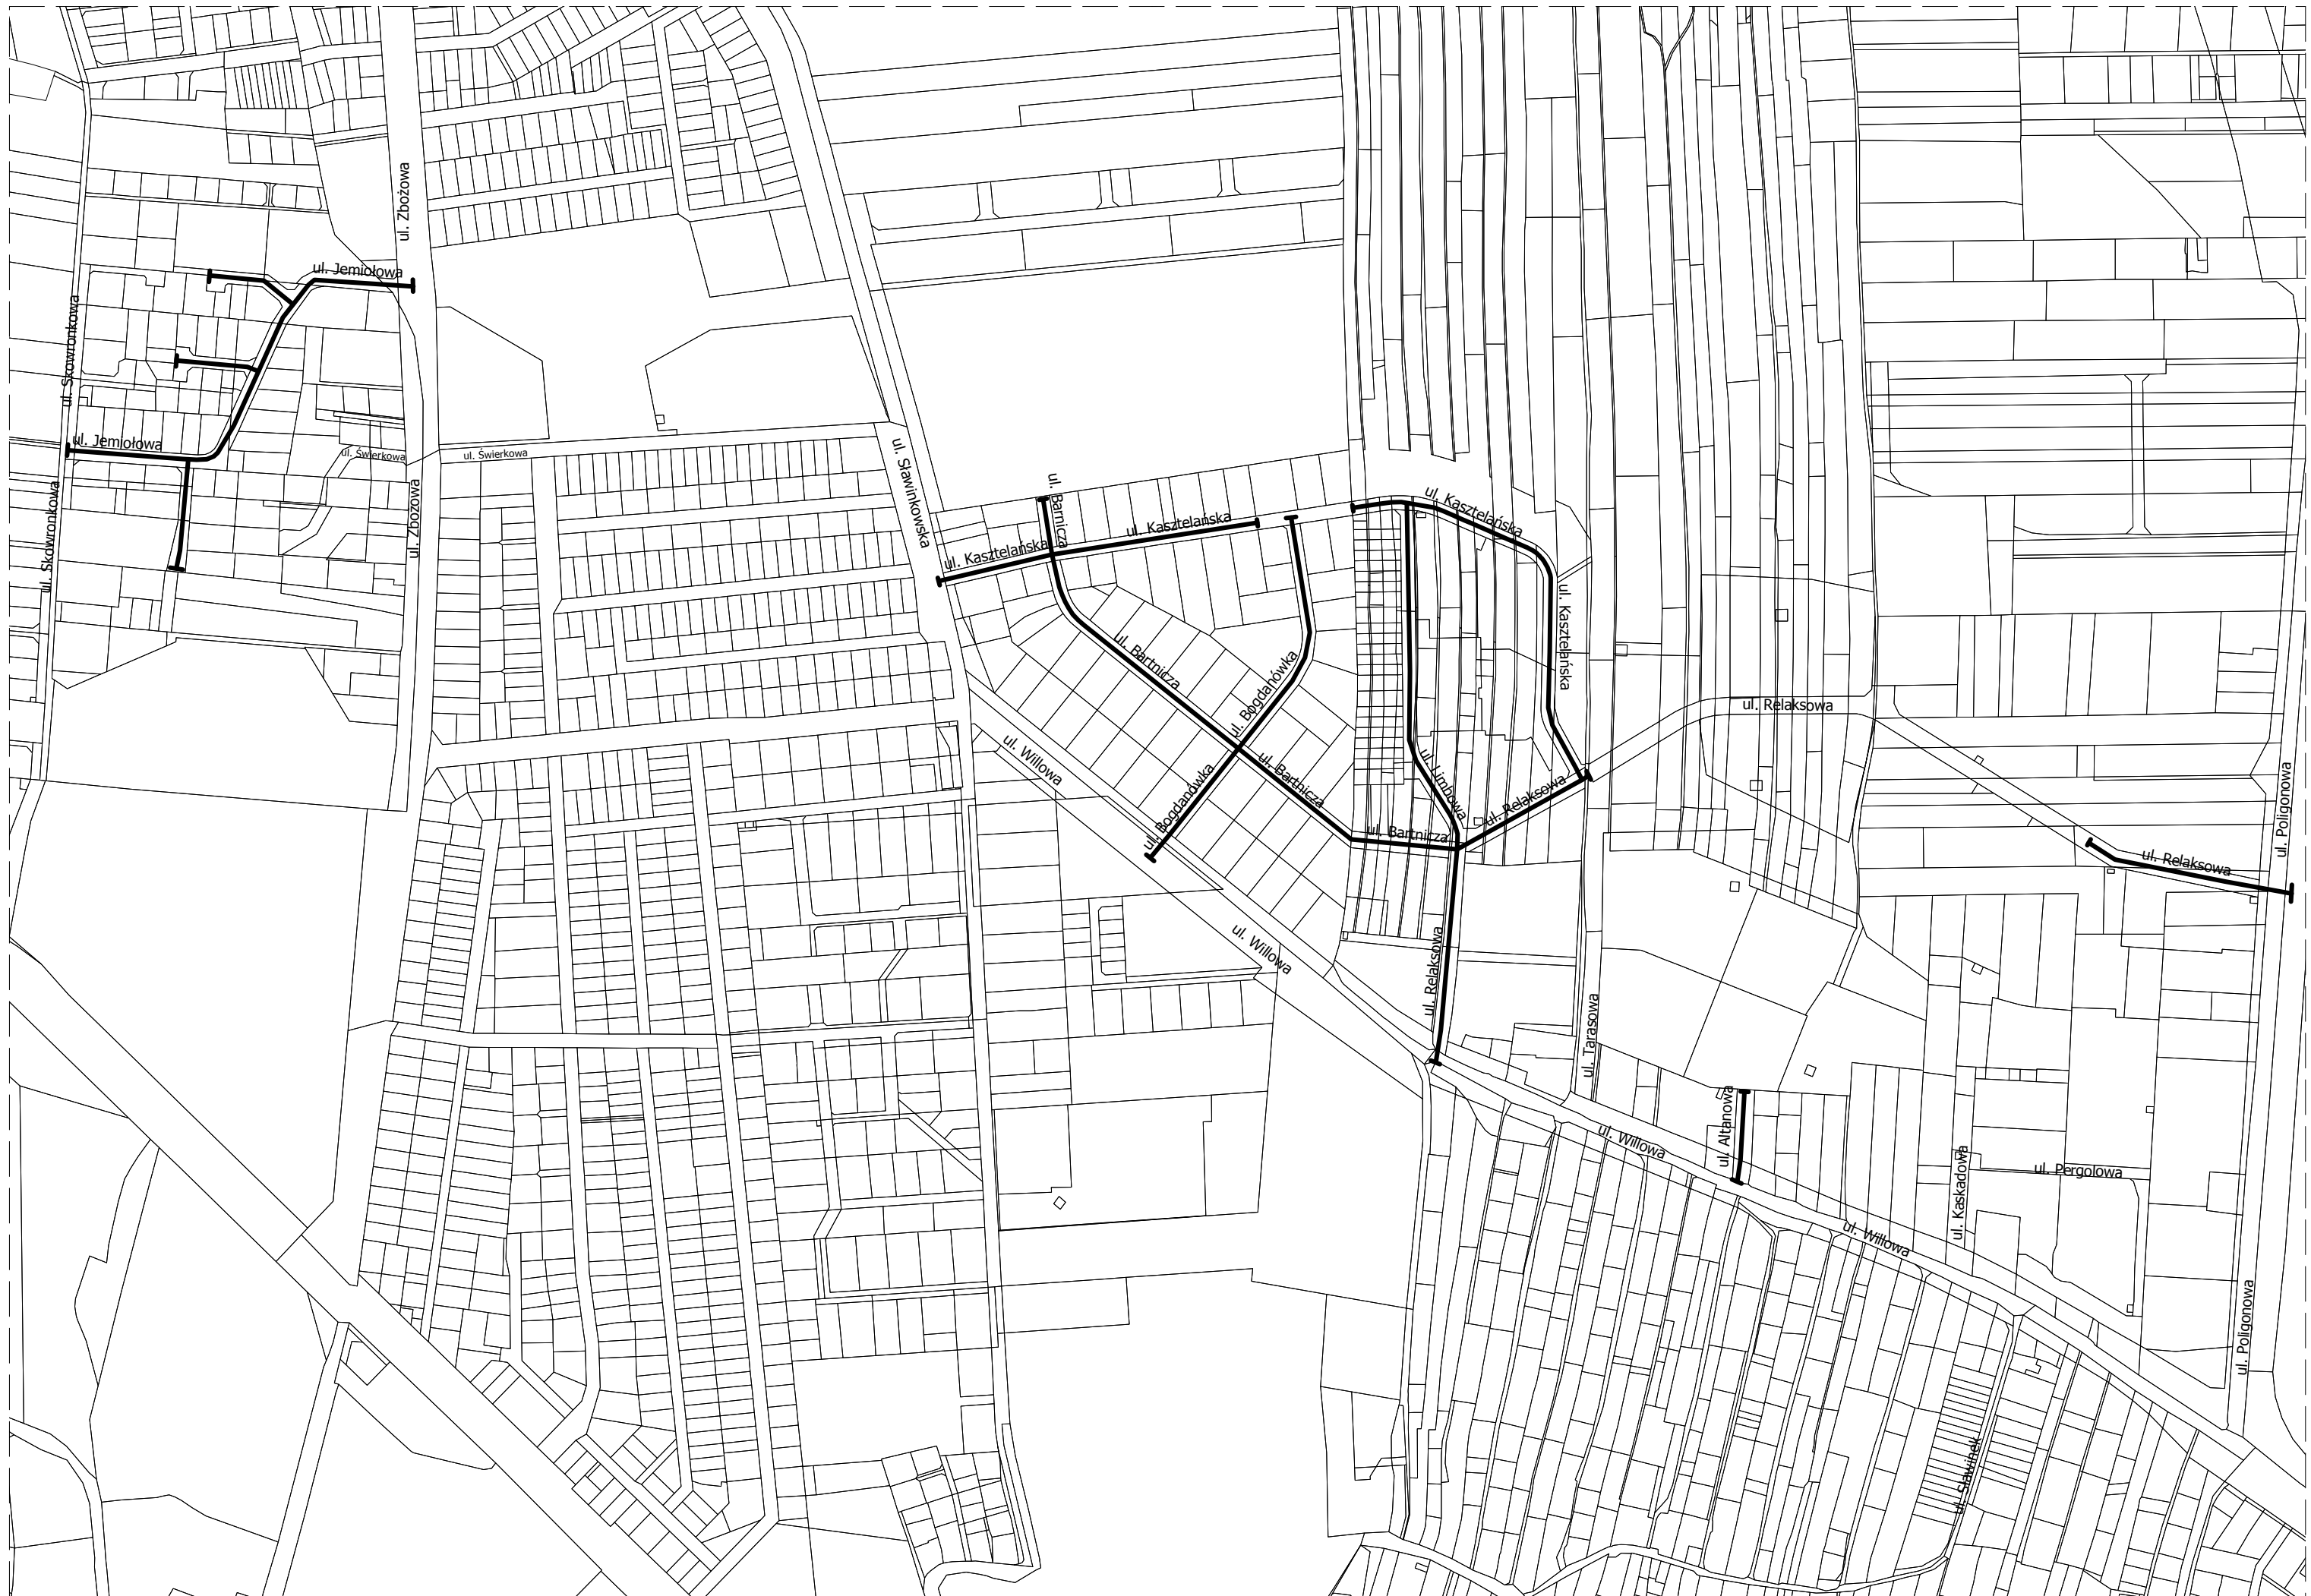 ul. Zbożowa
ul. Jemiołowa
ul. Skowronkowa
ul. Jemiołowa
ul. Świerkowa
ul. Świerkowa
ul. Sławinkowska
ul. Skowronkowa
ul. Zbożowa
ul. Barnicza
ul. Kasztelańska
ul. Kasztelańska
ul. Kasztelańska
ul. Kasztelańska
ul. Bartnicza
ul. Bogdanówka
ul. Relaksowa
ul. Willowa
ul. Bartnicza
ul. Limbowa
ul. Relaksowa
ul. Bogdanówka
ul. Bartnicza
ul. Poligonowa
ul. Relaksowa
ul. Willowa
ul. Relaksowa
ul. Tarasowa
ul. Altanowa
ul. Willowa
ul. Kaskadowa
ul. Pergolowa
ul. Willowa
ul. Poligonowa
ul. Sławinek